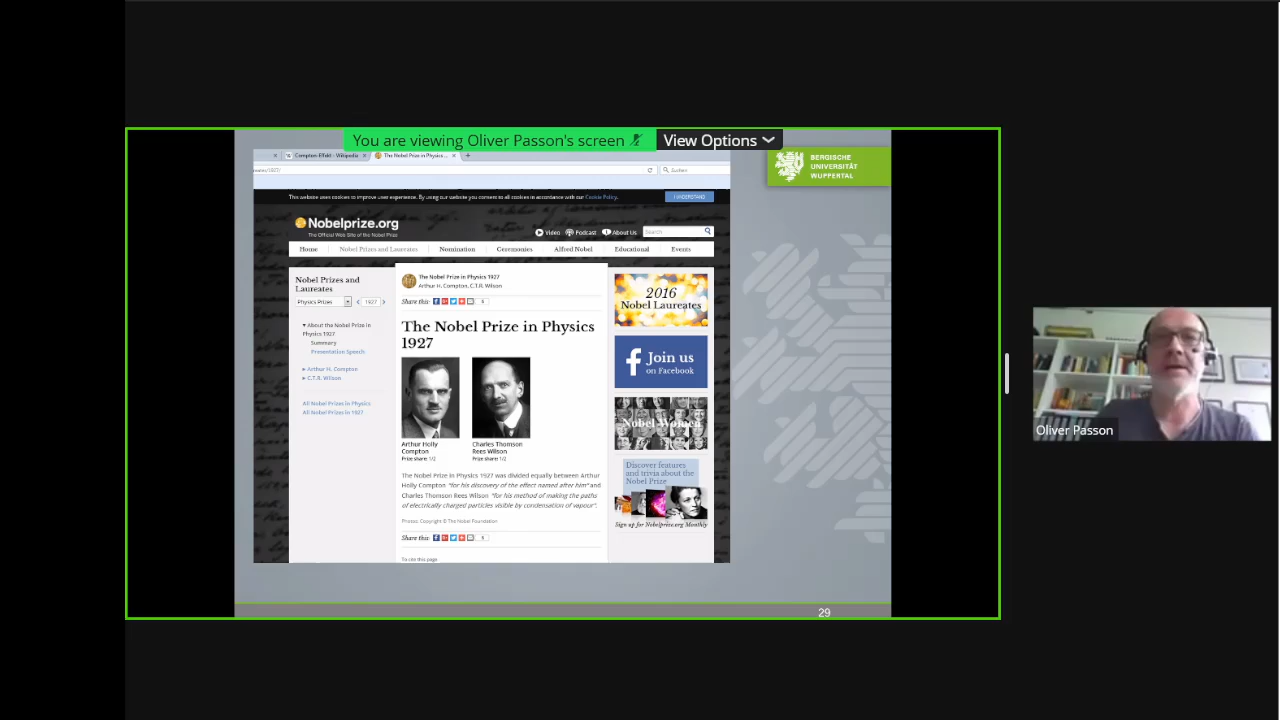 You are viewing Oliver Passon's screen
View Options
Compton-Effekt - Wikipedia
The Nobel Prize in Physics ...
Suchen
BERGISCHE
UNIVERSITÄT
WUPPERTAL
This website uses cookies to improve user experience. By using our website you consent to all cookies in accordance with our Cookie Policy.
I UNDERSTAND
Nobelprize.org
The Official Web Site of the Nobel Prize
Video
Podcast
About Us
Search
Home
Nobel Prizes and Laureates
Nomination
Ceremonies
Alfred Nobel
Educational
Events
Nobel Prizes and
Laureates
Physics Prizes
1927
About the Nobel Prize in
Physics 1927
Summary
Presentation Speech
Arthur H. Compton
C.T.R. Wilson
All Nobel Prizes in Physics
All Nobel Prizes in 1927
The Nobel Prize in Physics 1927
Arthur H. Compton, C.T.R. Wilson
Share this:
The Nobel Prize in Physics
1927
Arthur Holly
Compton
Prize share: 1/2
Charles Thomson
Rees Wilson
Prize share: 1/2
The Nobel Prize in Physics 1927 was divided equally between Arthur
Holly Compton "for his discovery of the effect named after him" and
Charles Thomson Rees Wilson "for his method of making the paths
of electrically charged particles visible by condensation of vapour".
Photos: Copyright © The Nobel Foundation
Share this:
To cite this page
2016
Nobel Laureates
Join us
on Facebook
Nobel Women
Discover features
and trivia about the
Nobel Prize
Sign up for Nobelprize.org Monthly
29
Oliver Passon